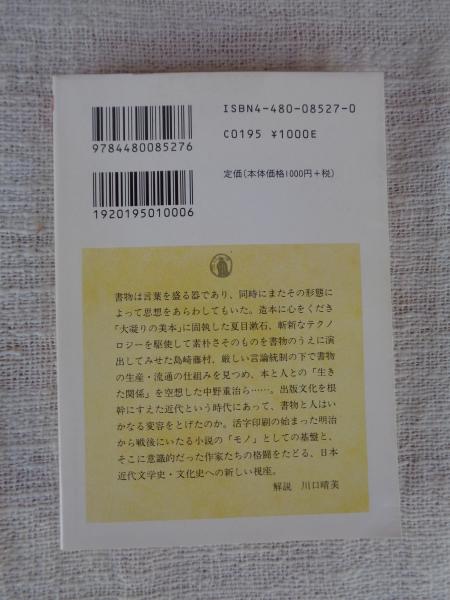 ISBN4-480-08527-0
C0195 ¥1000E
定価(本体価格1000円+税)
9784480085276
1920195010006
書物は言葉を盛る器であり、同時にまたその形態に
よって思想をあらわしてもいた。造本に心をくださ
「大凝りの美本」に固執した夏目漱石、斬新なテクノ
ロジーを駆使して素朴さそのものを書物のうえに演
出してみせた島崎藤村、厳しい言論統制の下で書物
の生産・流通の仕組みを見つめ、本と人との「生き
た関係」を空想した中野重治ら……。出版文化を根
幹にすえた近代という時代にあって、書物と人はい
かなる変容をとげたのか。活字印刷の始まった明治
から戦後にいたる小説の「モノ」としての基盤と、
そこに意識的だった作家たちの格闘をたどる、日本
近代文学史・文化史への新しい視座。
解説 川口晴美